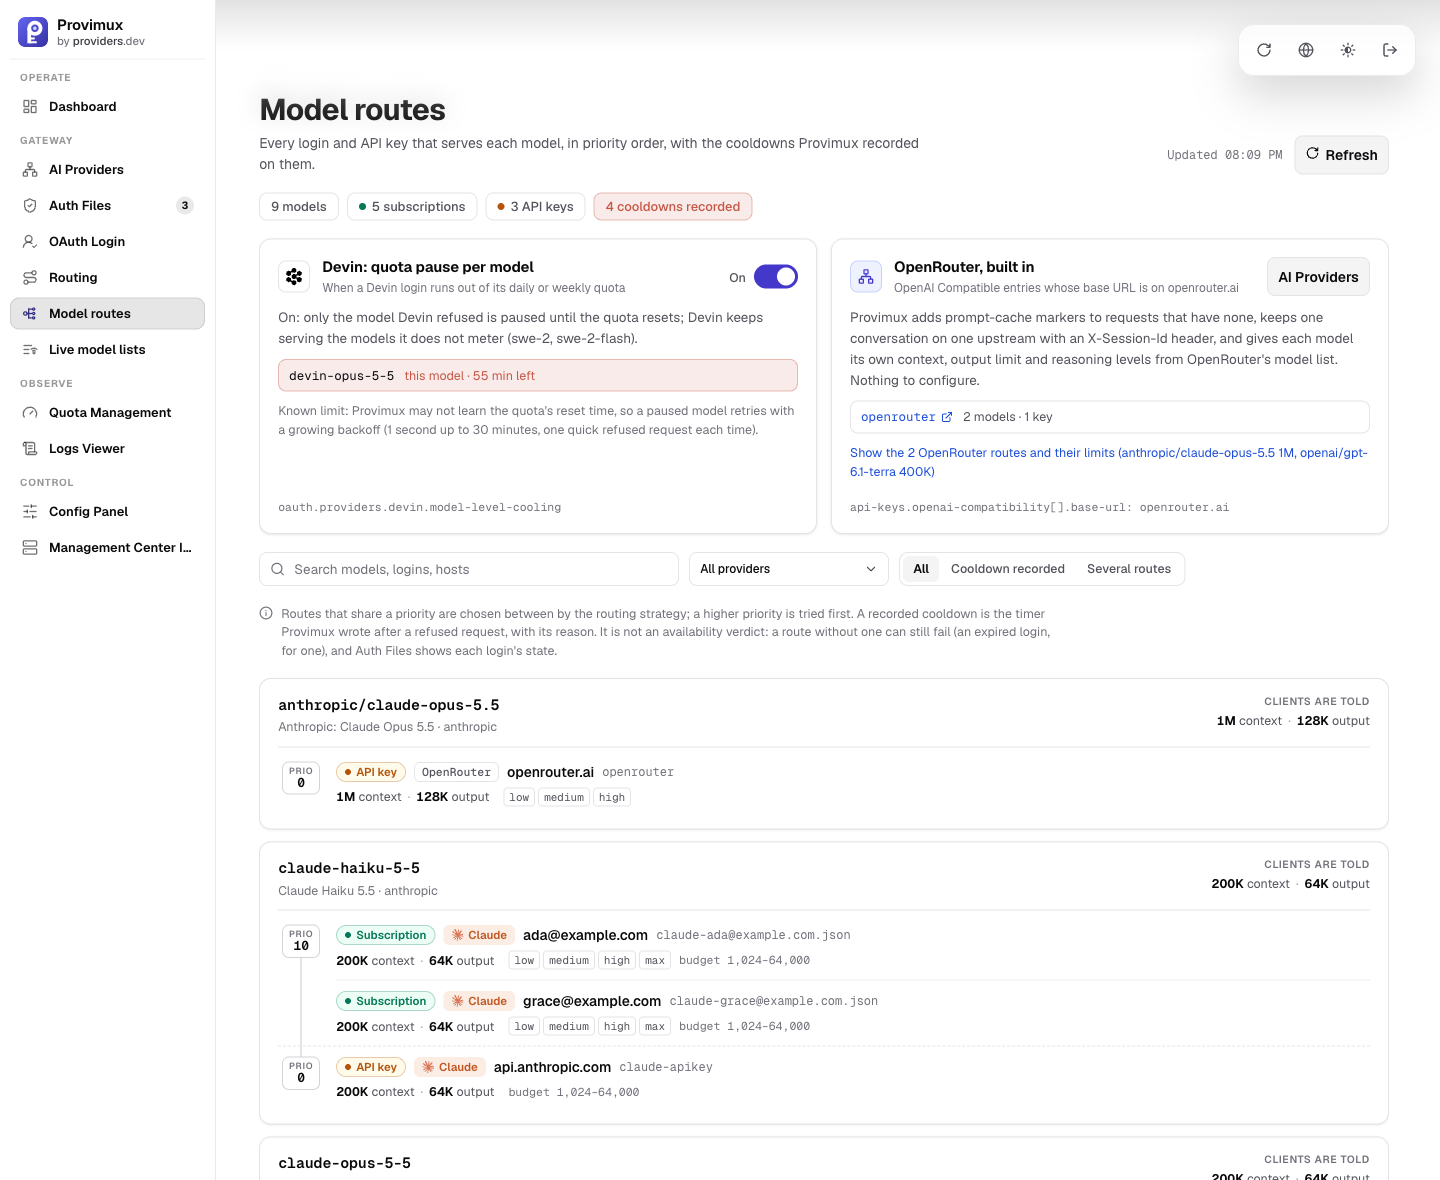 Provimux
by providers.dev
OPERATE
Dashboard
GATEWAY
AI Providers
Auth Files 3
OAuth Login
Routing
Model routes
Live model lists
OBSERVE
Quota Management
Logs Viewer
CONTROL
Config Panel
Management Center I...
Model routes
Every login and API key that serves each model, in priority order, with the cooldowns Provimux recorded
on them.
Updated 08:09 PM
Refresh
9 models
5 subscriptions
3 API keys
4 cooldowns recorded
Devin: quota pause per model
When a Devin login runs out of its daily or weekly quota
On
On: only the model Devin refused is paused until the quota resets; Devin keeps
serving the models it does not meter (swe-2, swe-2-flash).
devin-opus-5-5 this model · 55 min left
Known limit: Provimux may not learn the quota's reset time, so a paused model retries with
a growing backoff (1 second up to 30 minutes, one quick refused request each time).
oauth.providers.devin.model-level-cooling
OpenRouter, built in
OpenAI Compatible entries whose base URL is on openrouter.ai
AI Providers
Provimux adds prompt-cache markers to requests that have none, keeps one
conversation on one upstream with an X-Session-Id header, and gives each model
its own context, output limit and reasoning levels from OpenRouter's model list.
Nothing to configure.
openrouter 2 models · 1 key
Show the 2 OpenRouter routes and their limits (anthropic/claude-opus-5.5 1M, openai/gpt-
6.1-terra 400K)
api-keys.openai-compatibility[].base-url: openrouter.ai
Search models, logins, hosts
All providers
All
Cooldown recorded
Several routes
Routes that share a priority are chosen between by the routing strategy; a higher priority is tried first. A recorded cooldown is the timer
Provimux wrote after a refused request, with its reason. It is not an availability verdict: a route without one can still fail (an expired login,
for one), and Auth Files shows each login's state.
anthropic/claude-opus-5.5
Anthropic: Claude Opus 5.5 · anthropic
CLIENTS ARE TOLD
1M context · 128K output
PRIO
0
API key OpenRouter openrouter.ai openrouter
1M context · 128K output low medium high
claude-haiku-5-5
Claude Haiku 5.5 · anthropic
CLIENTS ARE TOLD
200K context · 64K output
PRIO
10
Subscription Claude ada@example.com claude-ada@example.com.json
200K context · 64K output low medium high max budget 1,024–64,000
Subscription Claude grace@example.com claude-grace@example.com.json
200K context · 64K output low medium high max budget 1,024–64,000
PRIO
0
API key Claude api.anthropic.com claude-apikey
200K context · 64K output budget 1,024–64,000
claude-opus-5-5
CLIENTS ARE TOLD
200K context · 64K output